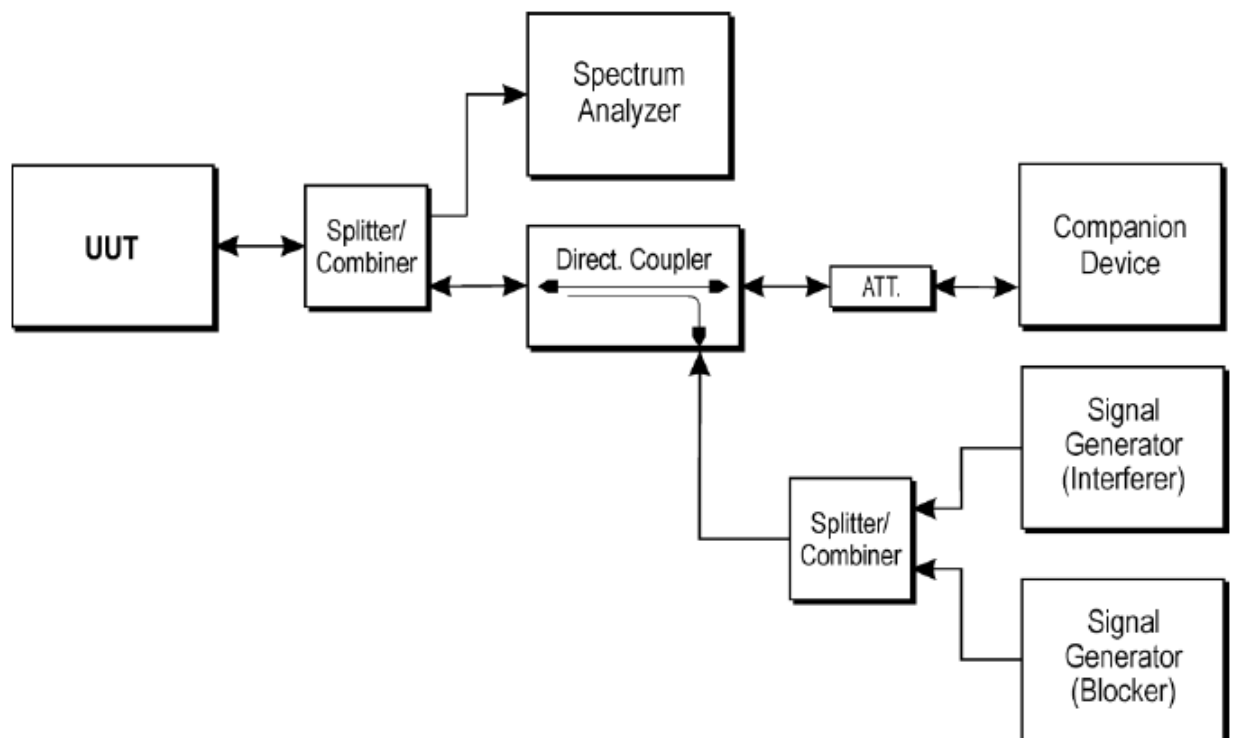 Spectrum
Analyzer
UUT
Splitter/
Combiner
Direct. Coupler
ATT.
Companion
Device
Signal
Generator
(Interferer)
Splitter/
Combiner
Signal
Generator
(Blocker)